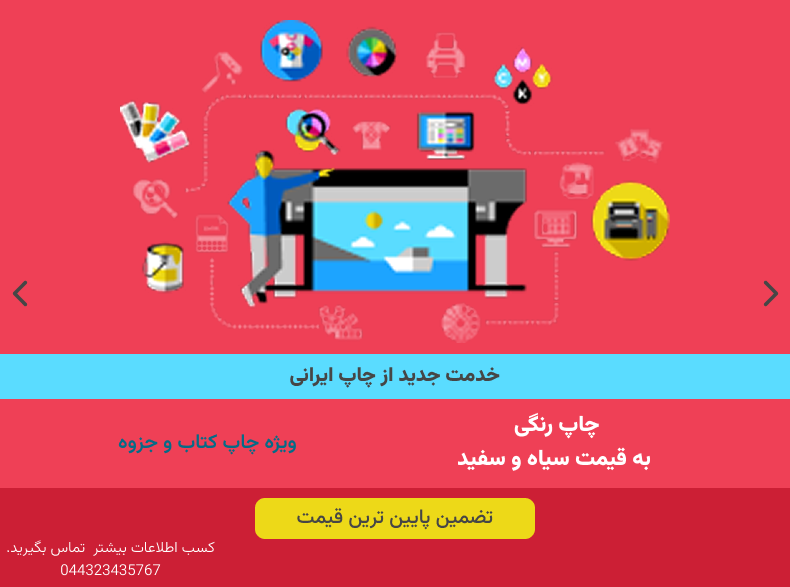 خدمت جدید از چاپ ایرانی
چاپ رنگی
به قیمت سیاه و سفید
ویژه چاپ کتاب و جزوه
تضمین پایین ترین قیمت
کسب اطلاعات بیشتر تماس بگیرید.
044323435767
C
M
Y
K